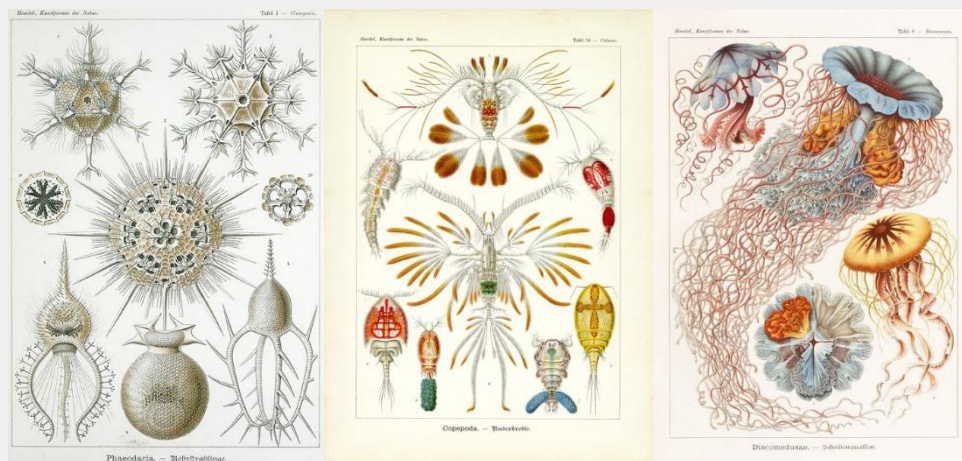 Haeckel, Kunstformen der Natur.
Tafel 1 —
Phaeodaria. — Rohrstrahlinge.
Haeckel, Kunstformen der Natur.
Tafel 56 — Calanus.
Copepoda. — Ruderkrebse.
Haeckel, Kunstformen der Natur.
Tafel 8 — Desmonema.
Discomedusae. — Scheibenquallen.